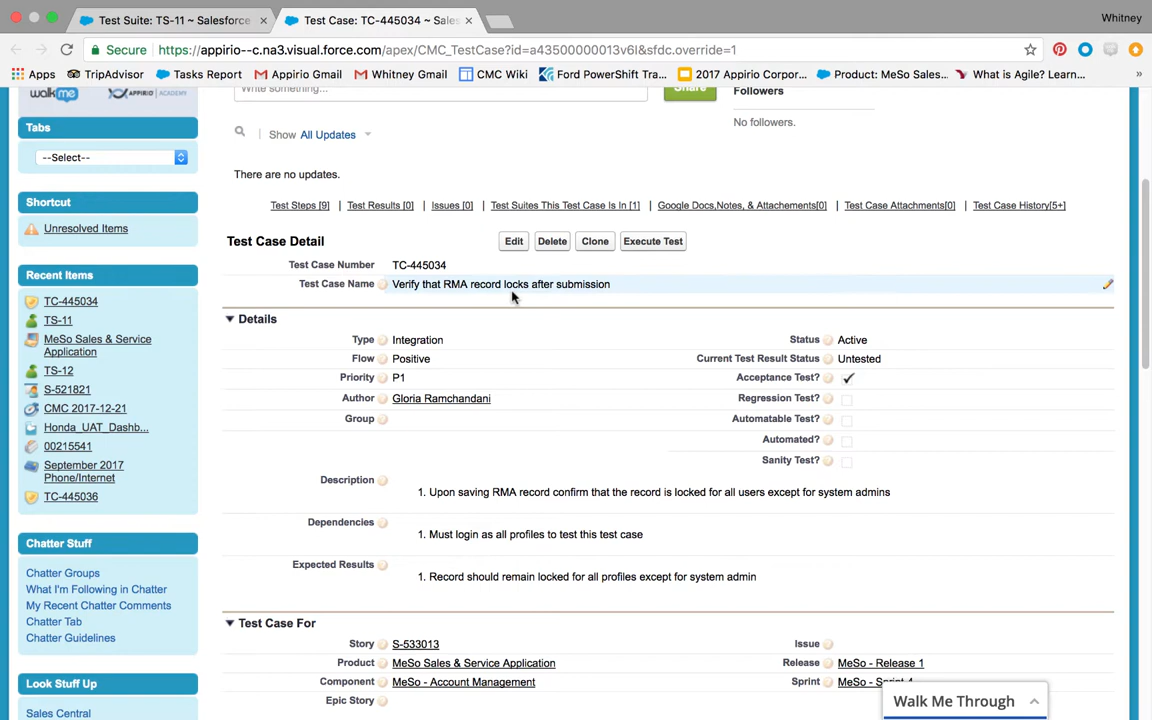 Test Suite: TS-11 ~ Salesforce
Test Case: TC-445034 ~ Sales
Whitney
Secure
https://appirio--c.na3.visual.force.com/apex/CMC_TestCase?id=a43500000013v6I&sfdc.override=1
Apps
TripAdvisor
Tasks Report
Appirio Gmail
Whitney Gmail
CMC Wiki
Ford PowerShift Tra...
2017 Appirio Corpor...
Product: MeSo Sales...
What is Agile? Learn...
»
walkme
APPIRIO ACADEMY
Write something...
Share
Followers
No followers.
Tabs
--Select--
Show All Updates
There are no updates.
Shortcut
Unresolved Items
Test Steps [9] | Test Results [0] | Issues [0] | Test Suites This Test Case Is In [1] | Google Docs,Notes, & Attachements[0] | Test Case Attachments[0] | Test Case History[5+]
Test Case Detail
Edit
Delete
Clone
Execute Test
Test Case Number TC-445034
Test Case Name Verify that RMA record locks after submission
Recent Items
TC-445034
TS-11
MeSo Sales & Service
Application
TS-12
S-521821
CMC 2017-12-21
Honda_UAT_Dashb...
00215541
September 2017
Phone/Internet
TC-445036
Details
Type Integration
Status Active
Flow Positive
Current Test Result Status Untested
Priority P1
Acceptance Test?
Author Gloria Ramchandani
Regression Test?
Group
Automatable Test?
Automated?
Sanity Test?
Description
1. Upon saving RMA record confirm that the record is locked for all users except for system admins
Dependencies
1. Must login as all profiles to test this test case
Expected Results
1. Record should remain locked for all profiles except for system admin
Chatter Stuff
Chatter Groups
What I'm Following in Chatter
My Recent Chatter Comments
Chatter Tab
Chatter Guidelines
Test Case For
Story S-533013
Issue
Product MeSo Sales & Service Application
Release MeSo - Release 1
Component MeSo - Account Management
Sprint MeSo - Sprint 4
Epic Story
Look Stuff Up
Sales Central
Walk Me Through